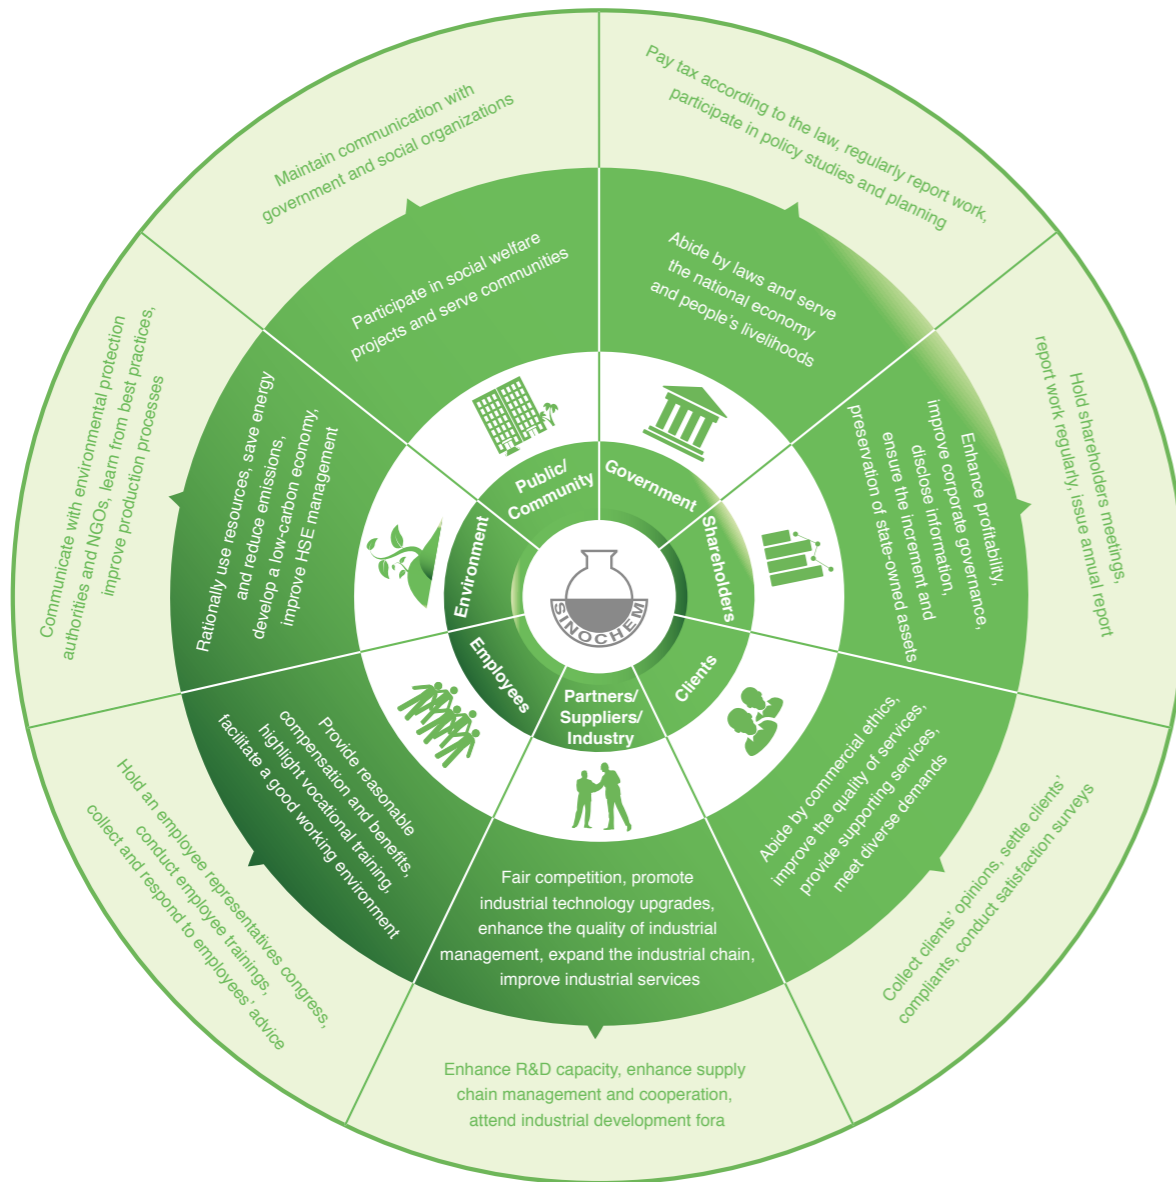 Maintain communication with
government and social organizations
Pay tax according to the law, regularly report work,
participate in policy studies and planning
Participate in social welfare
projects and serve communities
Abide by laws and serve
the national economy
and people's livelihoods
Communicate with environmental protection
authorities and NGOs, learn from best practices,
improve production processes
Rationally use resources, save energy
and reduce emissions,
develop a low-carbon economy,
improve HSE management
Hold shareholders meetings,
report work regularly, issue annual report
Enhance profitability,
improve corporate governance,
disclose information,
ensure the increment and
preservation of state-owned assets
Public/
Community
Government
Environment
Shareholders
SINOCHEM
Employees
Partners/
Suppliers/
Industry
Clients
Provide reasonable
compensation and benefits,
highlight vocational training,
facilitate a good working environment
Abide by commercial ethics,
improve the quality of services,
provide supporting services,
meet diverse demands
Hold an employee representatives congress,
conduct employee trainings,
collect and respond to employees' advice
Fair competition, promote
industrial technology upgrades,
enhance the quality of industrial
management, expand the industrial chain,
improve industrial services
Collect clients' opinions, settle clients'
compliants, conduct satisfaction surveys
Enhance R&D capacity, enhance supply
chain management and cooperation,
attend industrial development fora